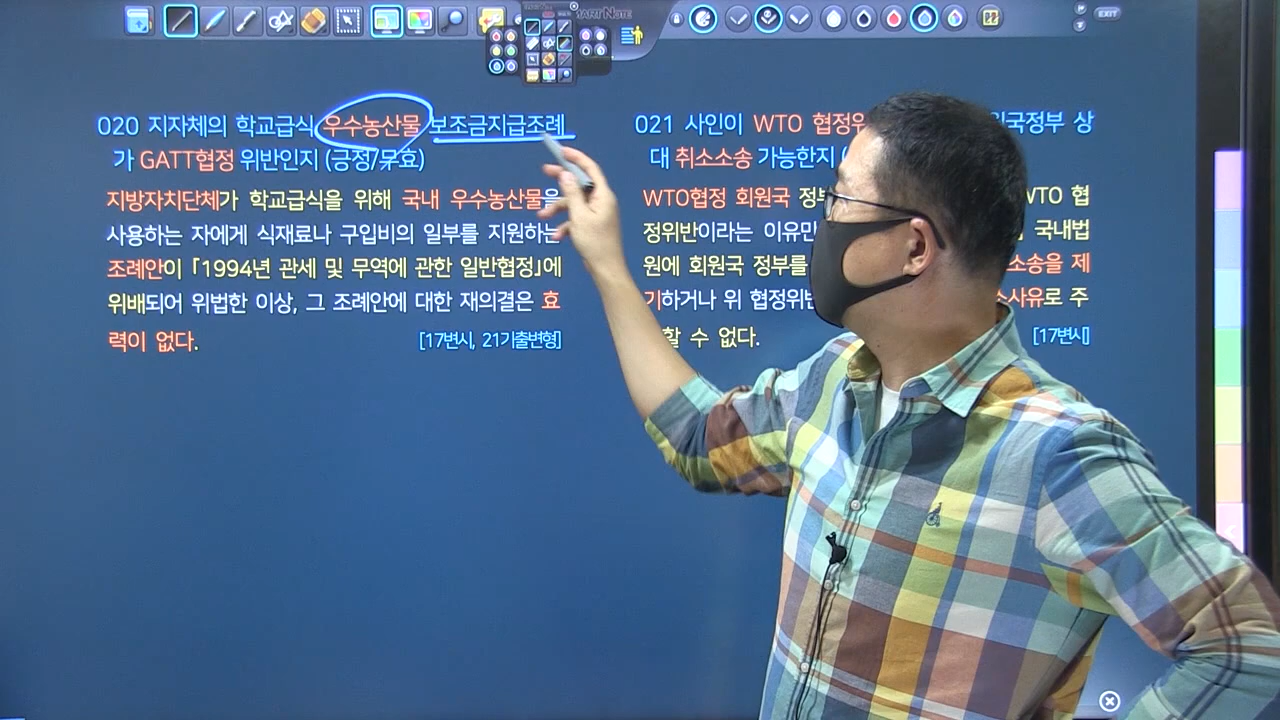 EXIT
020 지자체의 학교급식 우수농산물 보조금지급조례
가 GATT협정 위반인지 (긍정/무효)
지방자치단체가 학교급식을 위해 국내 우수농산물을
사용하는 자에게 식재료나 구입비의 일부를 지원하는
조례안이 「1994년 관세 및 무역에 관한 일반협정」에
위배되어 위법한 이상, 그 조례안에 대한 재의결은 효
력이 없다.
[17변시, 21기출변형]
021 사인이 WTO 협정 국정부 상
대 취소소송 가능한지 (
WTO협정 회원국 정부 WTO 협
정위반이라는 이유만 국내법
원에 회원국 정부를 소송을 제
기하거나 위 협정위반 소사유로 주
할 수 없다.
[17변시]